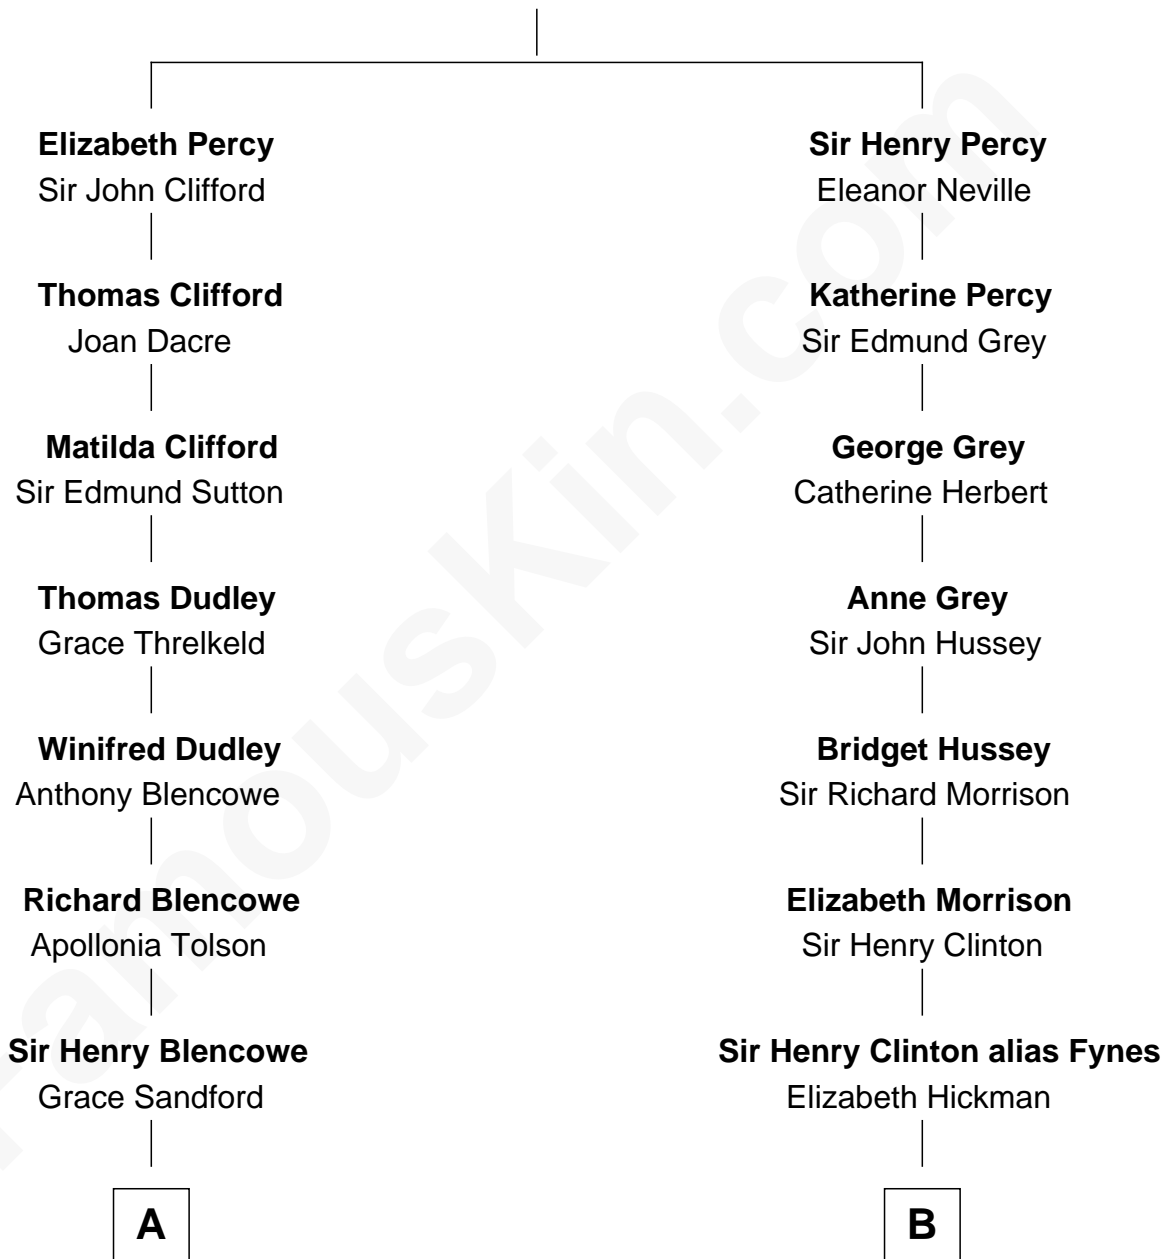 Elizabeth Percy
Sir John Clifford
Sir Henry Percy
Eleanor Neville
Thomas Clifford
Joan Dacre
Katherine Percy
Sir Edmund Grey
Matilda Clifford
Sir Edmund Sutton
George Grey
Catherine Herbert
Thomas Dudley
Grace Threlkeld
Anne Grey
Sir John Hussey
Winifred Dudley
Anthony Blencowe
Bridget Hussey
Sir Richard Morrison
Richard Blencowe
Apollonia Tolson
Elizabeth Morrison
Sir Henry Clinton
Sir Henry Blencowe
Grace Sandford
Sir Henry Clinton alias Fynes
Elizabeth Hickman
A
B
FamousKin.com